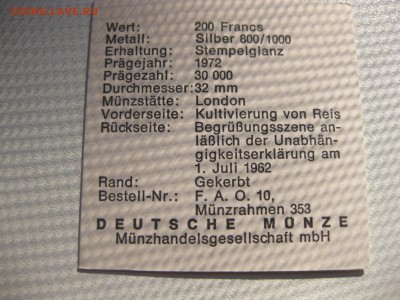 Wert: 200 Francs
Metall: Silber 800/1000
Erhaltung: Stempelglanz
Prägejahr: 1972
Prägezahl: 30 000
Durchmesser: 32 mm
Münzstätte: London
Vorderseite: Kultivierung von Reis
Rückseite: Begrüßungsszene an-
läßlich der Unabhän-
gigkeitserklärung am
1. Juli 1962
Rand: Gekerbt
Bestell-Nr.: F. A. O. 10,
Münzrahmen 353
DEUTSCHE MÜNZE
Münzhandelsgesellschaft mbH